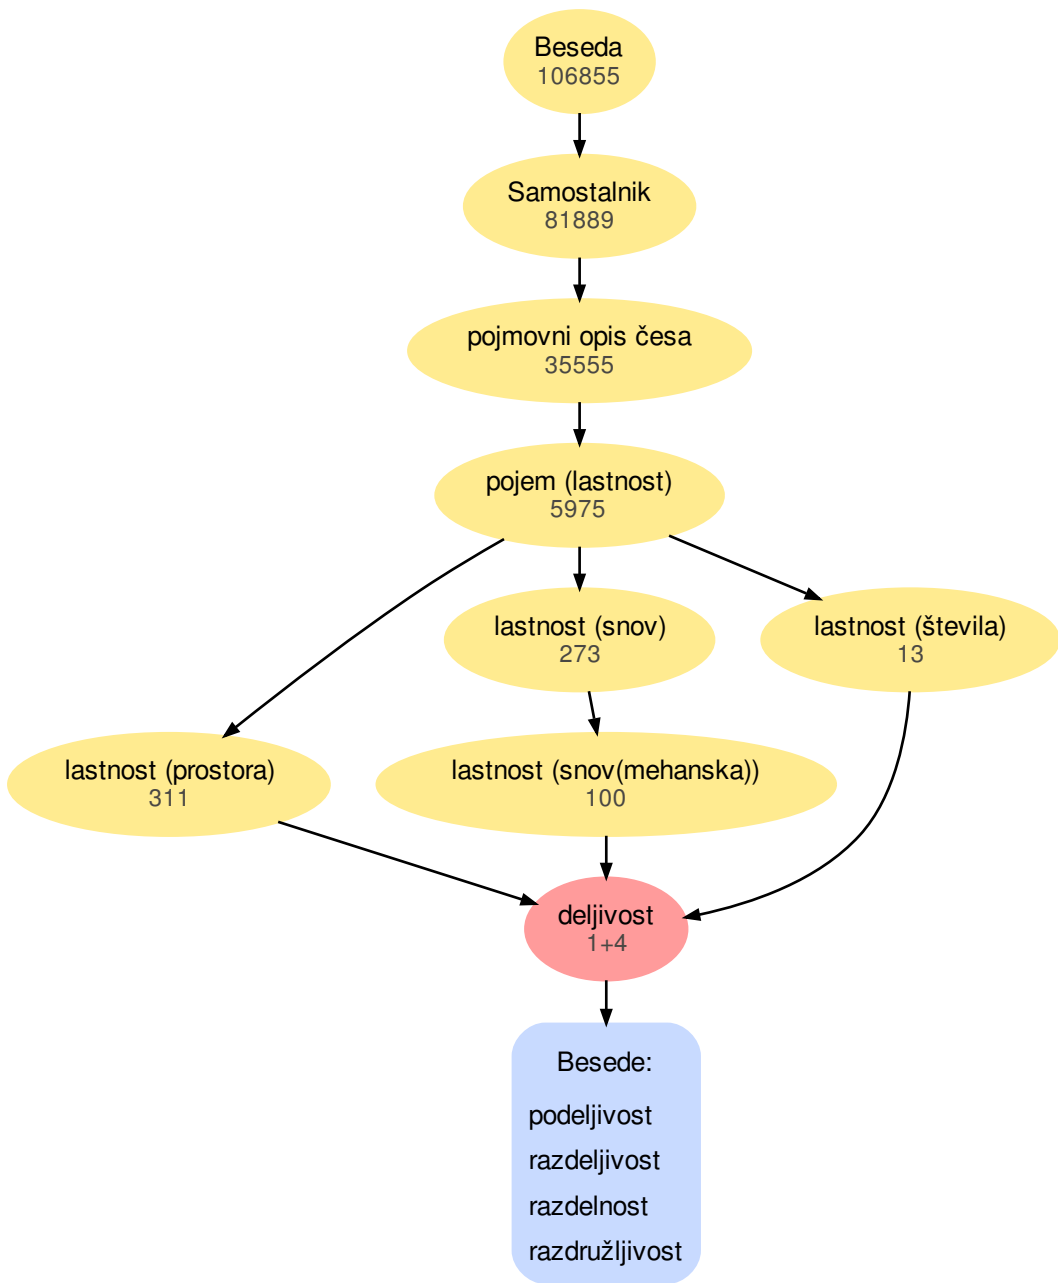 Beseda
106855
Samostalnik
81889
pojmovni opis česa
35555
pojem (lastnost)
5975
lastnost (snov)
273
lastnost (števila)
13
lastnost (prostora)
311
lastnost (snov(mehanska))
100
deljivost
1+4
Besede:
podeljivost
razdeljivost
razdelnost
razdružljivost